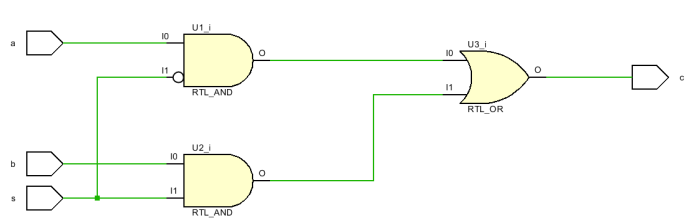 U1_i
a
I0
O
I1
RTL_AND
U3_i
I0
O
c
I1
RTL_OR
U2_i
b
I0
O
s
I1
RTL_AND